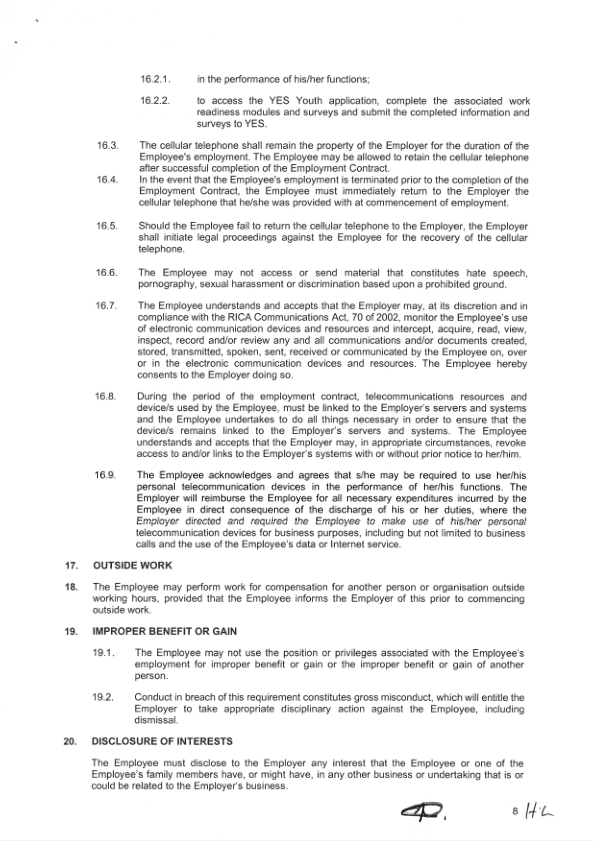 16.2.1. in the performance of his/her functions;
16.2.2. to access the YES Youth application, complete the associated work
readiness modules and surveys and submit the completed information and
surveys to YES.
16.3. The cellular telephone shall remain the property of the Employer for the duration of the
Employee's employment. The Employee may be allowed to retain the cellular telephone
after successful completion of the Employment Contract.
16.4. In the event that the Employee's employment is terminated prior to the completion of the
Employment Contract, the Employee must immediately return to the Employer the
cellular telephone that he/she was provided with at commencement of employment.
16.5. Should the Employee fail to return the cellular telephone to the Employer, the Employer
shall initiate legal proceedings against the Employee for the recovery of the cellular
telephone.
16.6. The Employee may not access or send material that constitutes hate speech,
pornography, sexual harassment or discrimination based upon a prohibited ground.
16.7. The Employee understands and accepts that the Employer may, at its discretion and in
compliance with the RICA Communications Act, 70 of 2002, monitor the Employee's use
of electronic communication devices and resources and intercept, acquire, read, view,
inspect, record and/or review any and all communications and/or documents created,
stored, transmitted, spoken, sent, received or communicated by the Employee on, over
or in the electronic communication devices and resources. The Employee hereby
consents to the Employer doing so.
16.8. During the period of the employment contract, telecommunications resources and
device/s used by the Employee, must be linked to the Employer's servers and systems
and the Employee undertakes to do all things necessary in order to ensure that the
device/s remains linked to the Employer's servers and systems. The Employee
understands and accepts that the Employer may, in appropriate circumstances, revoke
access to and/or links to the Employer's systems with or without prior notice to her/him.
16.9. The Employee acknowledges and agrees that s/he may be required to use her/his
personal telecommunication devices in the performance of her/his functions. The
Employer will reimburse the Employee for all necessary expenditures incurred by the
Employee in direct consequence of the discharge of his or her duties, where the
Employer directed and required the Employee to make use of his/her personal
telecommunication devices for business purposes, including but not limited to business
calls and the use of the Employee's data or Internet service.
17. OUTSIDE WORK
18. The Employee may perform work for compensation for another person or organisation outside
working hours, provided that the Employee informs the Employer of this prior to commencing
outside work.
19. IMPROPER BENEFIT OR GAIN
19.1. The Employee may not use the position or privileges associated with the Employee's
employment for improper benefit or gain or the improper benefit or gain of another
person.
19.2. Conduct in breach of this requirement constitutes gross misconduct, which will entitle the
Employer to take appropriate disciplinary action against the Employee, including
dismissal.
20. DISCLOSURE OF INTERESTS
The Employee must disclose to the Employer any interest that the Employee or one of the
Employee's family members have, or might have, in any other business or undertaking that is or
could be related to the Employer's business.
8